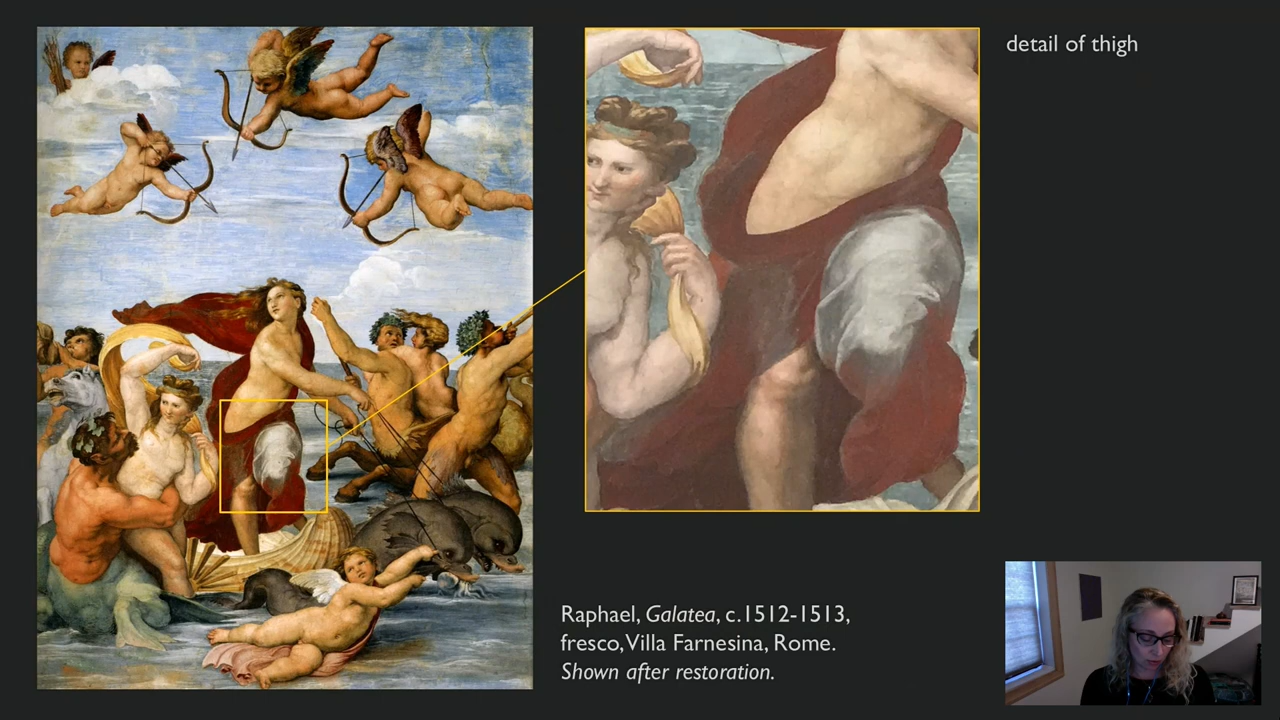 detail of thigh
Raphael, Galatea, c.1512-1513,
fresco, Villa Farnesina, Rome.
Shown after restoration.